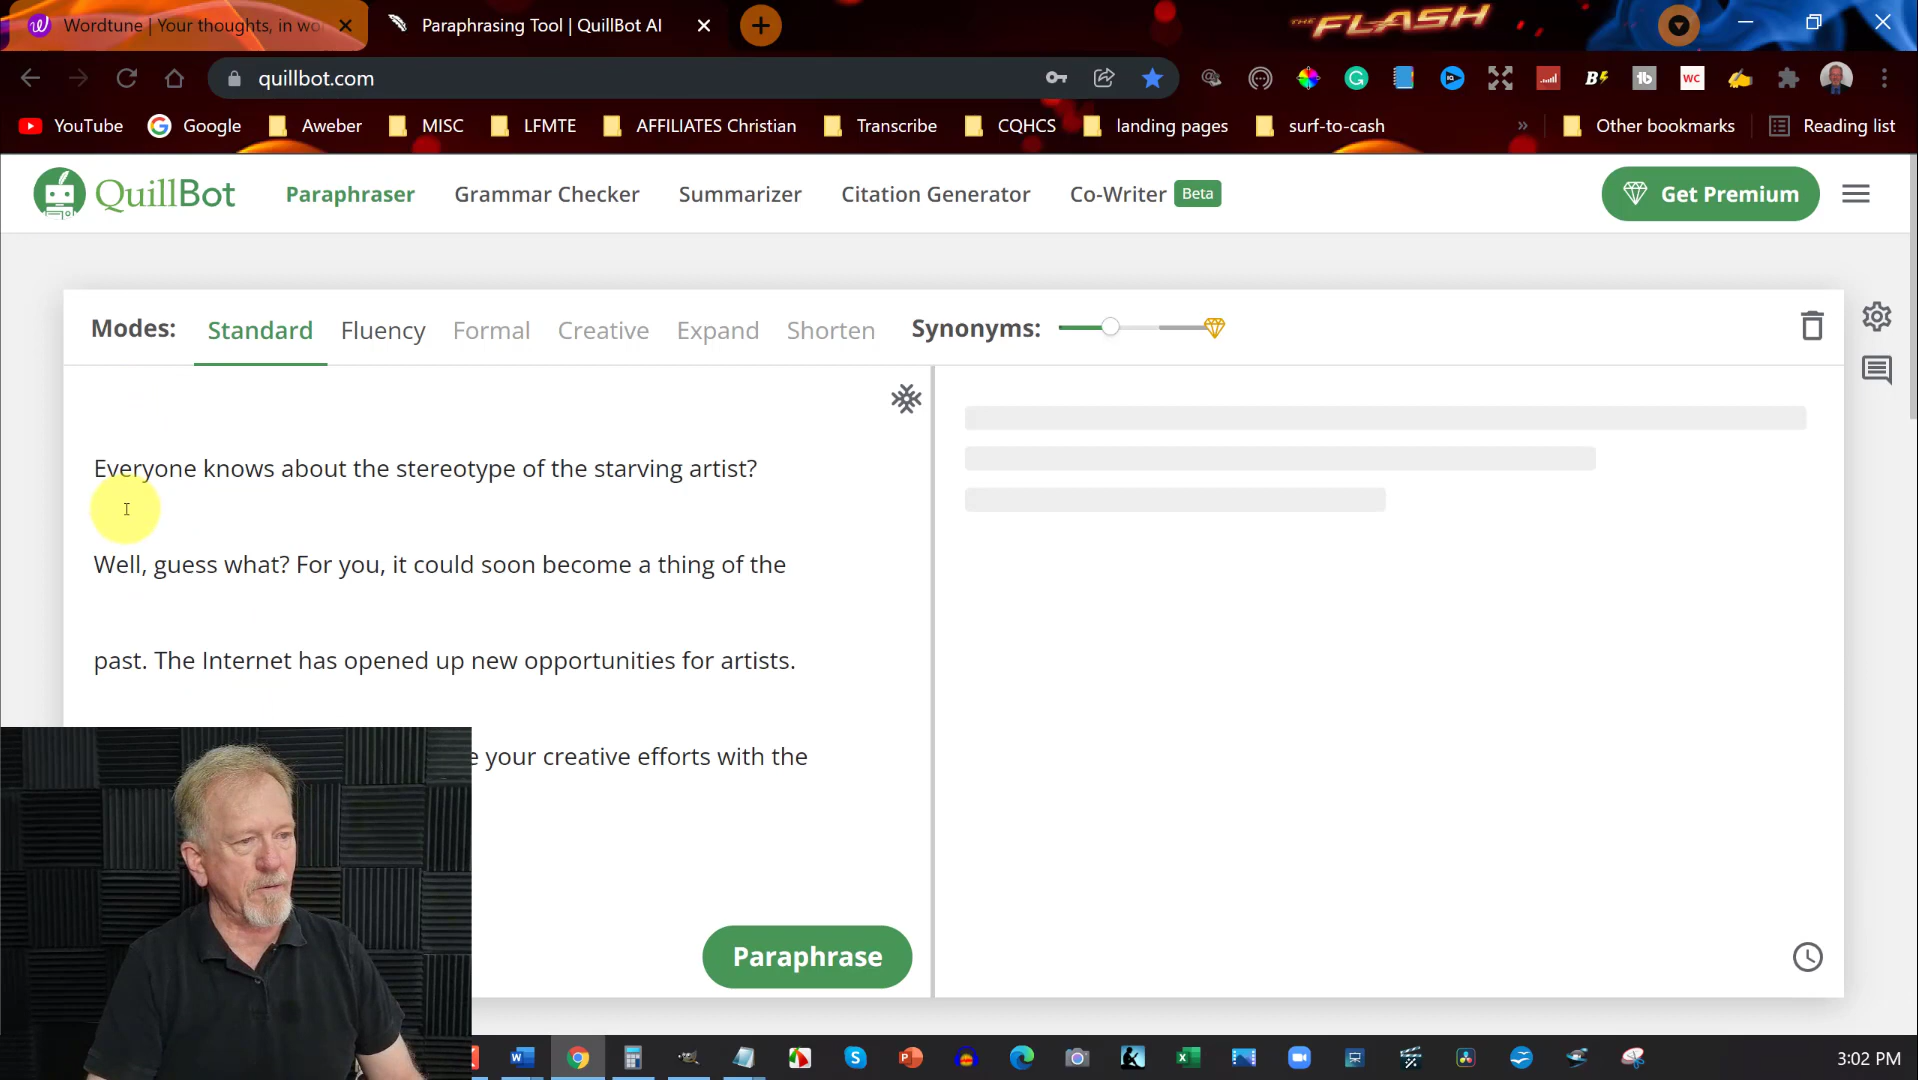 Wordtune | Your thoughts, in wo
Paraphrasing Tool | QuillBot AI
THE FLASH
quillbot.com
YouTube Google Aweber MISC LFMTE AFFILIATES Christian Transcribe CQHCS landing pages surf-to-cash » Other bookmarks Reading list
QuillBot Paraphraser Grammar Checker Summarizer Citation Generator Co-Writer Beta Get Premium
Modes: Standard Fluency Formal Creative Expand Shorten Synonyms:
Everyone knows about the stereotype of the starving artist?
Well, guess what? For you, it could soon become a thing of the
past. The Internet has opened up new opportunities for artists.
your creative efforts with the
Paraphrase
3:02 PM